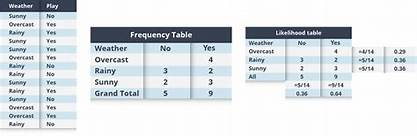 Weather Play
Sunny No
Overcast Yes
Rainy Yes
Sunny Yes
Sunny Yes
Overcast Yes
Rainy No
Rainy No
Sunny Yes
Rainy Yes
Sunny No
Overcast Yes
Overcast Yes
Rainy No
Frequency Table
Weather No Yes
Overcast 4
Rainy 3 2
Sunny 2 3
Grand Total 5 9
Likelihood table
Weather No Yes
Overcast 4 =4/14 0.29
Rainy 3 2 =5/14 0.36
Sunny 2 3 =5/14 0.36
All 5 9
=5/14 =9/14
0.36 0.64